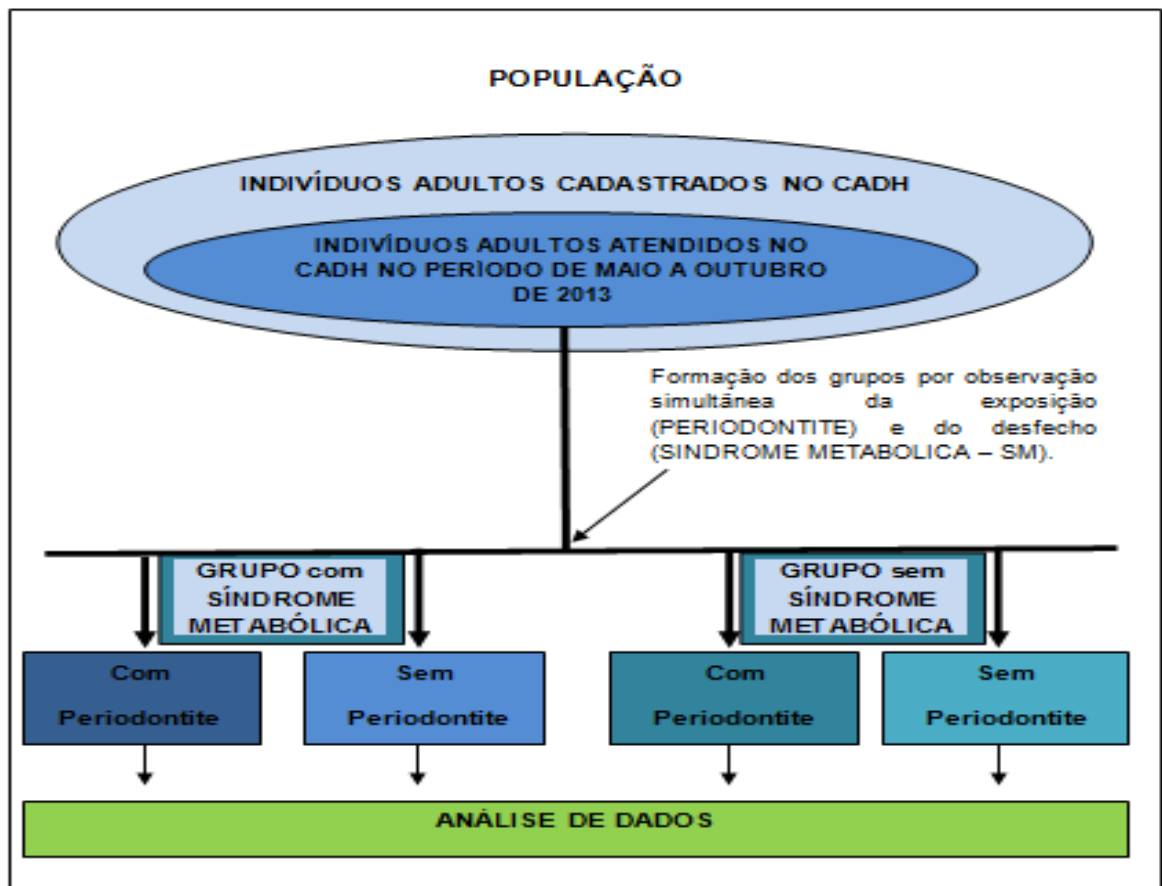 POPULAÇÃO
INDIVÍDUOS ADULTOS CADASTRADOS NO CADH
INDIVÍDUOS ADULTOS ATENDIDOS NO
CADH NO PERÌODO DE MAIO A OUTUBRO
DE 2013
Formação dos grupos por observação
simultânea da exposição
(PERIODONTITE) e do desfecho
(SINDROME METABOLICA – SM).
GRUPO com
SÍNDROME
METABÓLICA
GRUPO sem
SÍNDROME
METABÓLICA
Com
Periodontite
Sem
Periodontite
Com
Periodontite
Sem
Periodontite
ANÁLISE DE DADOS